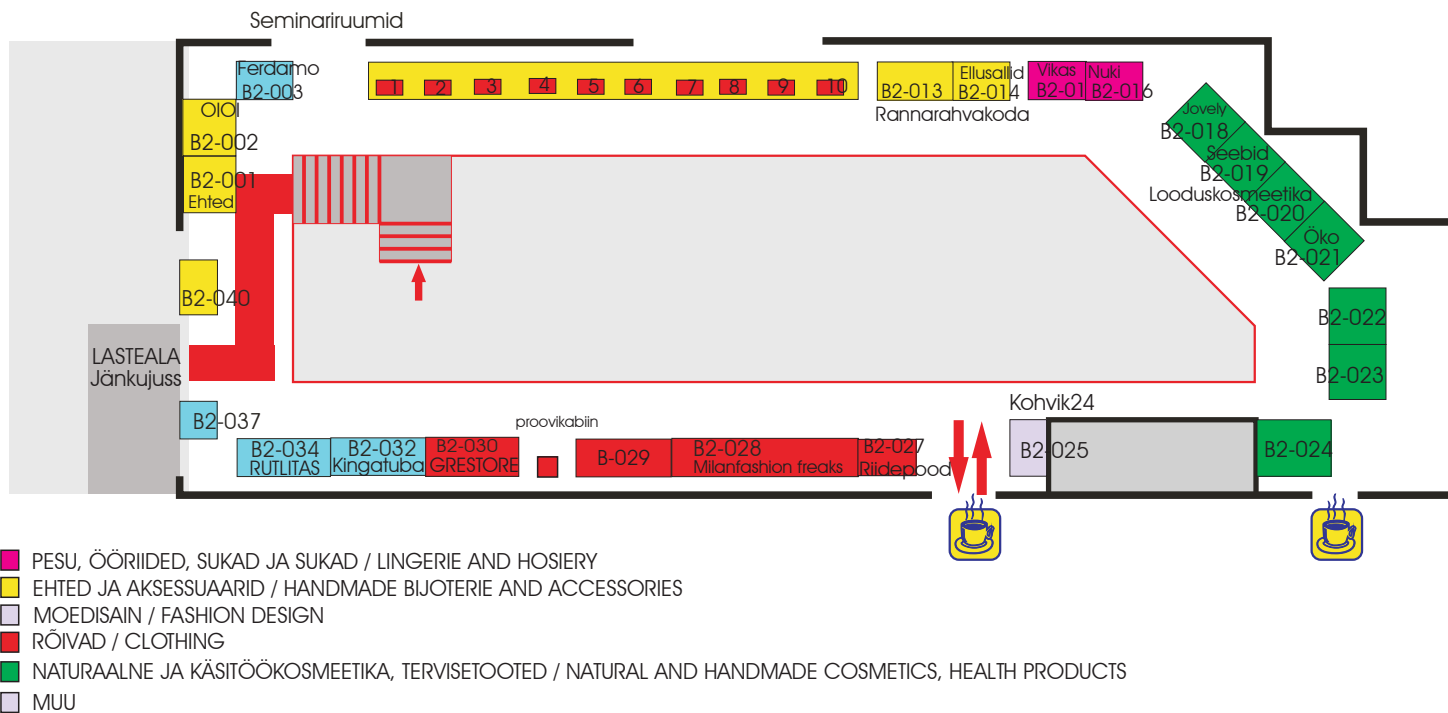 Seminariruumid
Ferdamo
B2-003
OIOI
B2-002
B2-001
Ehted
B2-040
1 2 3 4 5 6 7 8 9 10
B2-013
Ellusallid
B2-014
Rannarahvakoda
Vikas
B2-01
Nuki
B2-016
Jovely
B2-018
Seebid
B2-019
Looduskosmeetika
B2-020
Öko
B2-021
B2-022
B2-023
LASTEALA
Jänkujuss
B2-037
B2-034
RUTLITAS
B2-032
Kingatuba
B2-030
GRESTORE
proovikabiin
B-029
B2-028
Milanfashion freaks
B2-027
Riidepood
Kohvik24
B2-025
B2-024
PESU, ÖÖRIIDED, SUKAD JA SUKAD / LINGERIE AND HOSIERY
EHTED JA AKSESSUAARID / HANDMADE BIJOTERIE AND ACCESSORIES
MOEDISAIN / FASHION DESIGN
RÕIVAD / CLOTHING
NATURAALNE JA KÄSITÖÖKOSMEETIKA, TERVISETOOTED / NATURAL AND HANDMADE COSMETICS, HEALTH PRODUCTS
MUU